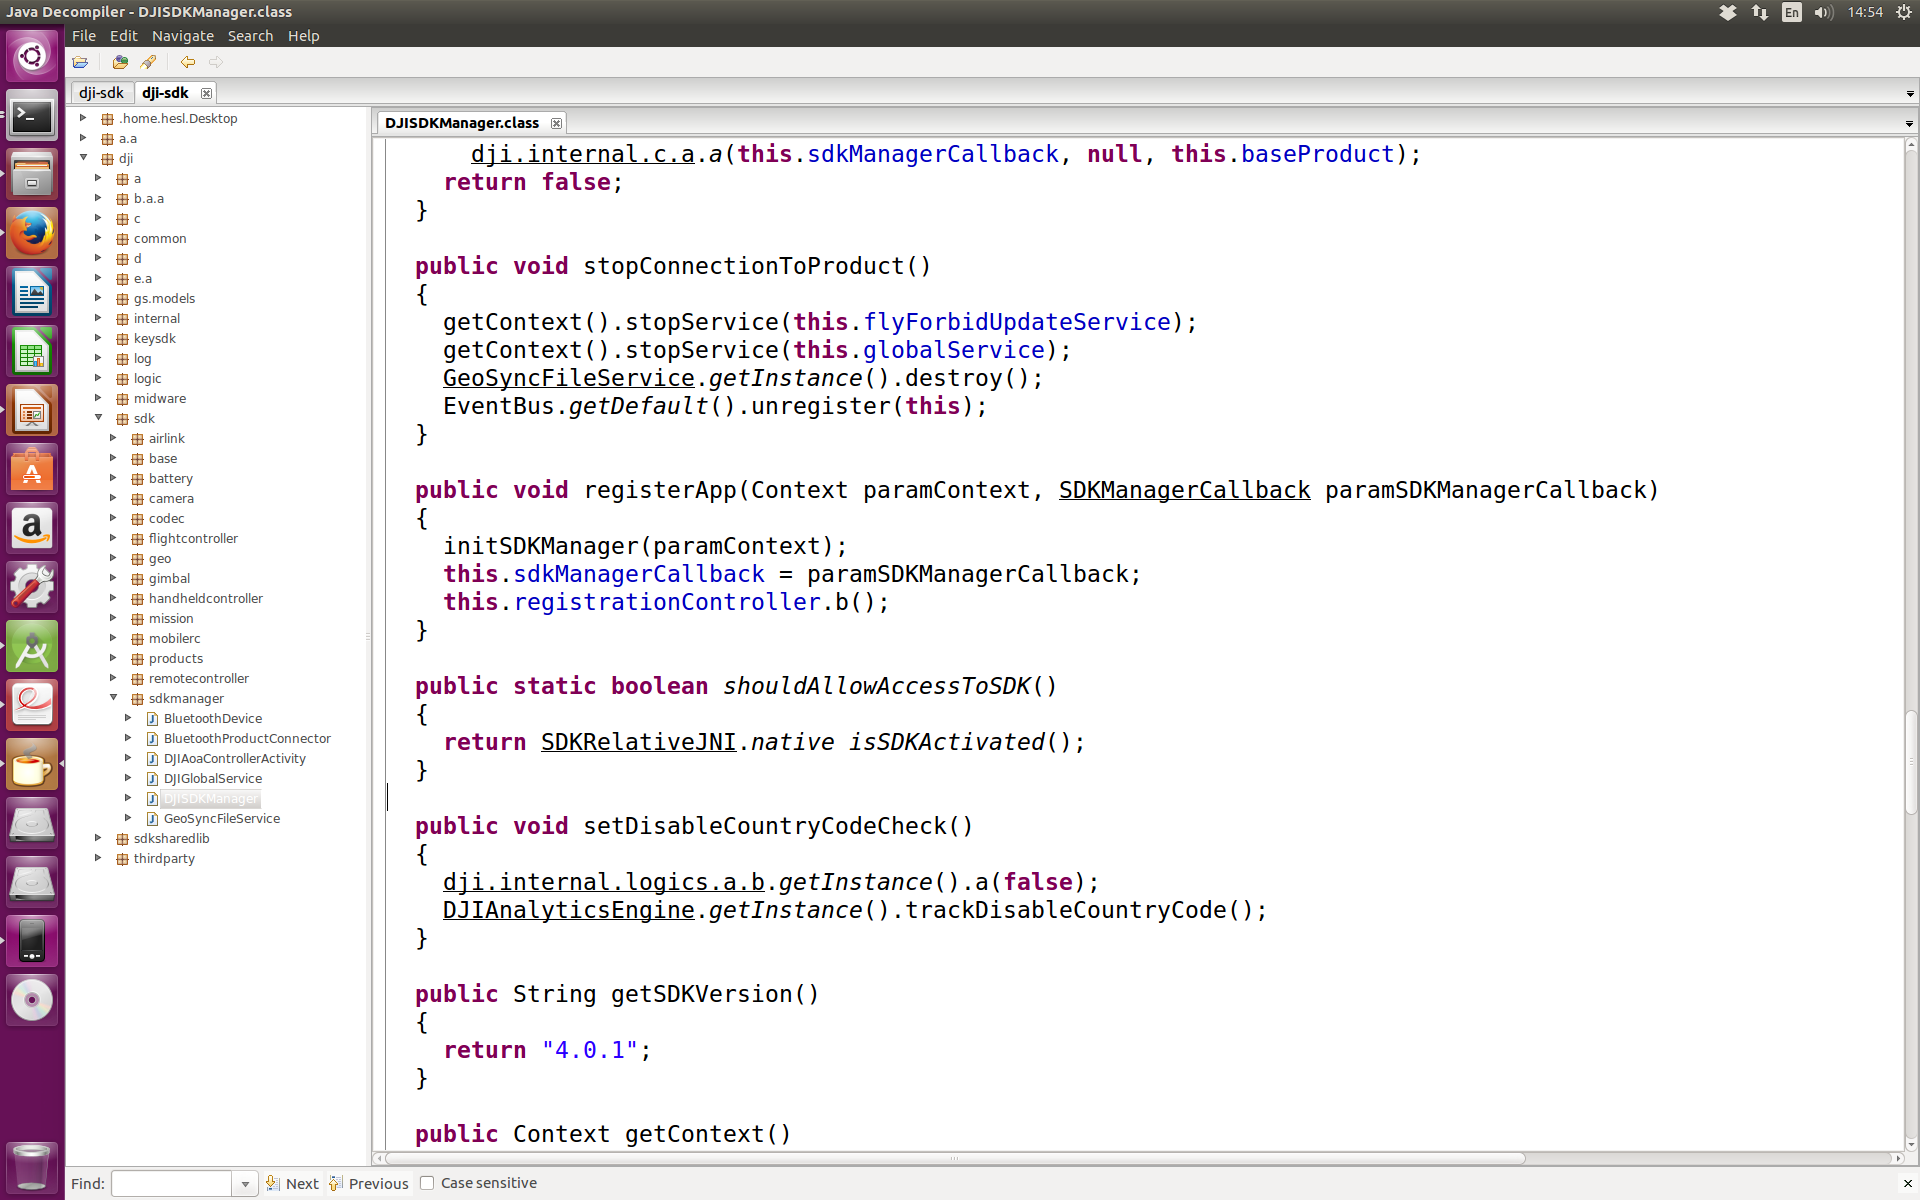 Java Decompiler - DJISDKManager.class
En
14:54
File Edit Navigate Search Help
dji-sdk
dji-sdk
.home.hesl.Desktop
a.a
dji
a
b.a.a
c
common
d
e.a
gs.models
internal
keysdk
log
logic
midware
sdk
airlink
base
battery
camera
codec
flightcontroller
geo
gimbal
handheldcontroller
mission
mobilerc
products
remotecontroller
sdkmanager
BluetoothDevice
BluetoothProductConnector
DJIAoaControllerActivity
DJIGlobalService
DJISDKManager
GeoSyncFileService
sdksharedlib
thirdparty
DJISDKManager.class
dji.internal.c.a.a(this.sdkManagerCallback, null, this.baseProduct);
return false;
}
public void stopConnectionToProduct()
{
getContext().stopService(this.flyForbidUpdateService);
getContext().stopService(this.globalService);
GeoSyncFileService.getInstance().destroy();
EventBus.getDefault().unregister(this);
}
public void registerApp(Context paramContext, SDKManagerCallback paramSDKManagerCallback)
{
initSDKManager(paramContext);
this.sdkManagerCallback = paramSDKManagerCallback;
this.registrationController.b();
}
public static boolean shouldAllowAccessToSDK()
{
return SDKRelativeJNI.native isSDKActivated();
}
public void setDisableCountryCodeCheck()
{
dji.internal.logics.a.b.getInstance().a(false);
DJIAnalyticsEngine.getInstance().trackDisableCountryCode();
}
public String getSDKVersion()
{
return "4.0.1";
}
public Context getContext()
Find: Next Previous Case sensitive